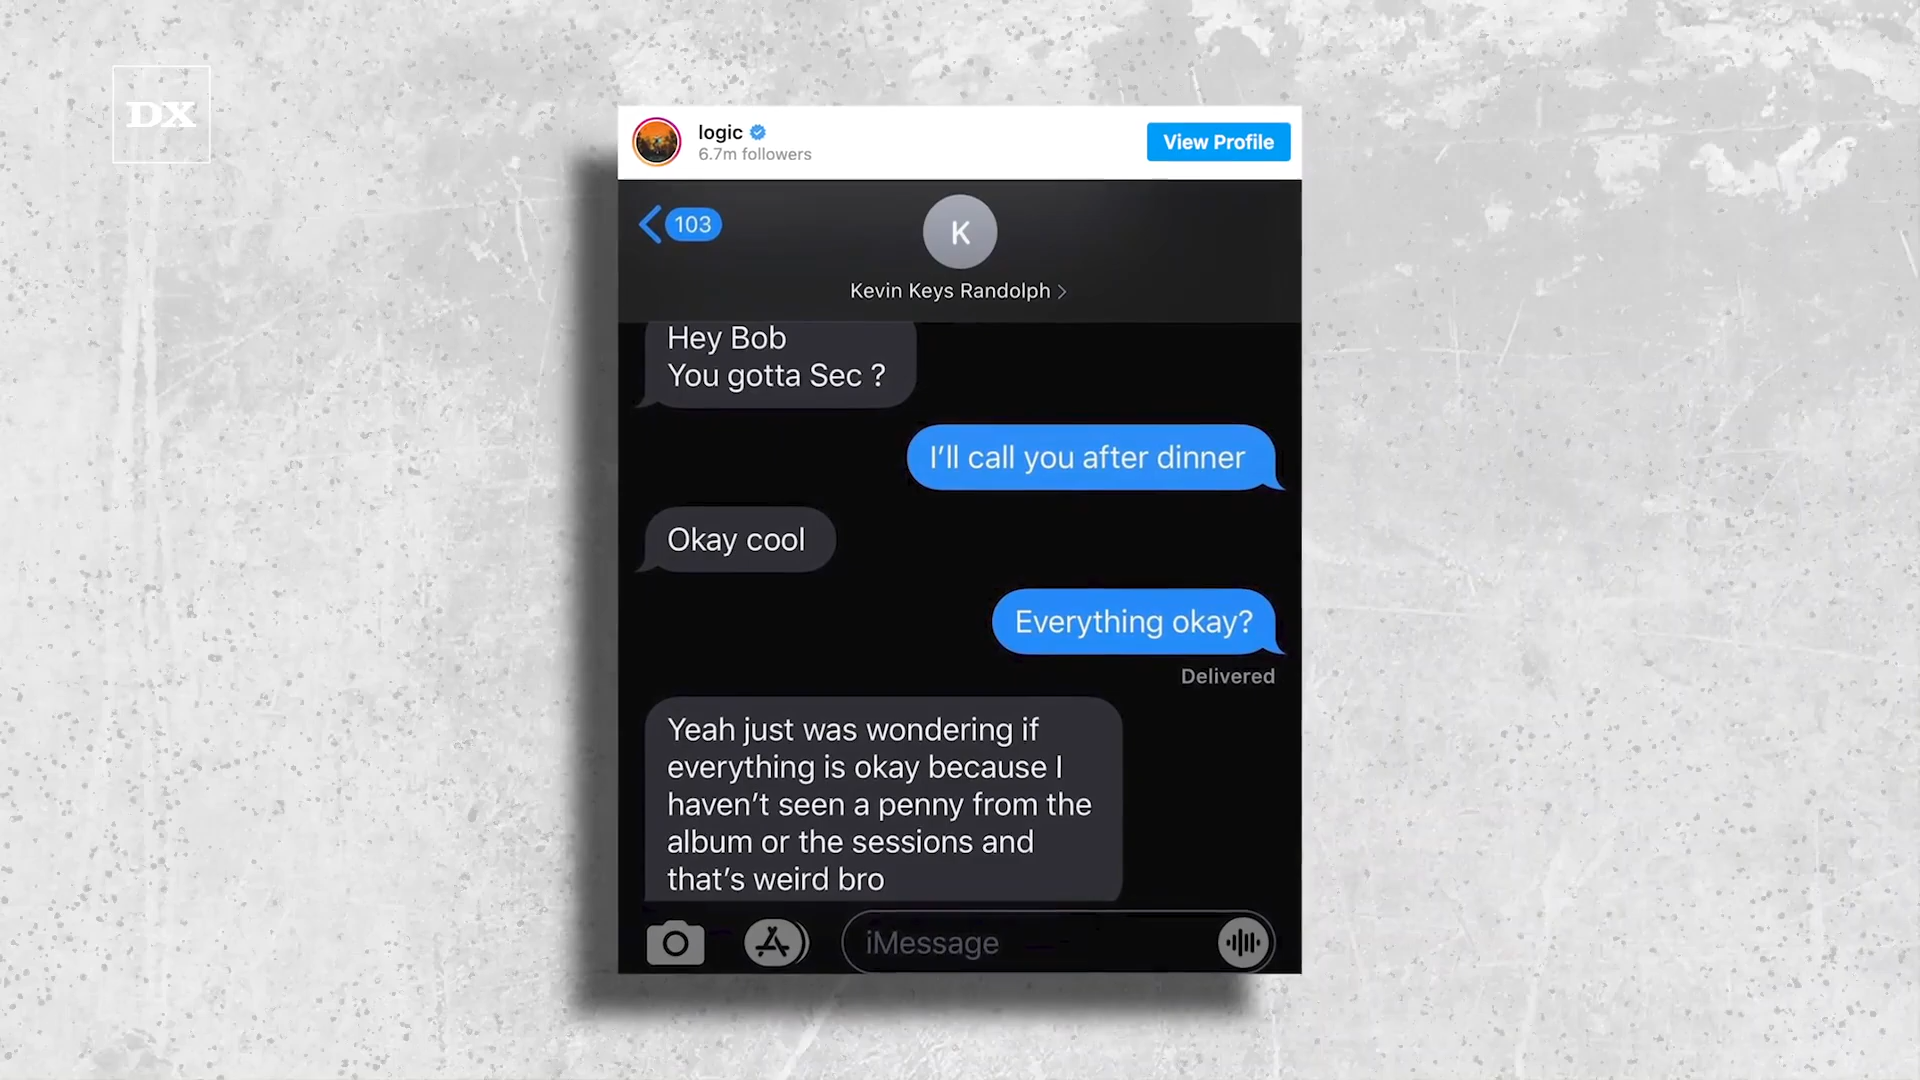 DX
logic
6.7m followers
View Profile
103
K
Kevin Keys Randolph
Hey Bob
You gotta Sec ?
I’ll call you after dinner
Okay cool
Everything okay?
Delivered
Yeah just was wondering if
everything is okay because I
haven’t seen a penny from the
album or the sessions and
that’s weird bro
iMessage